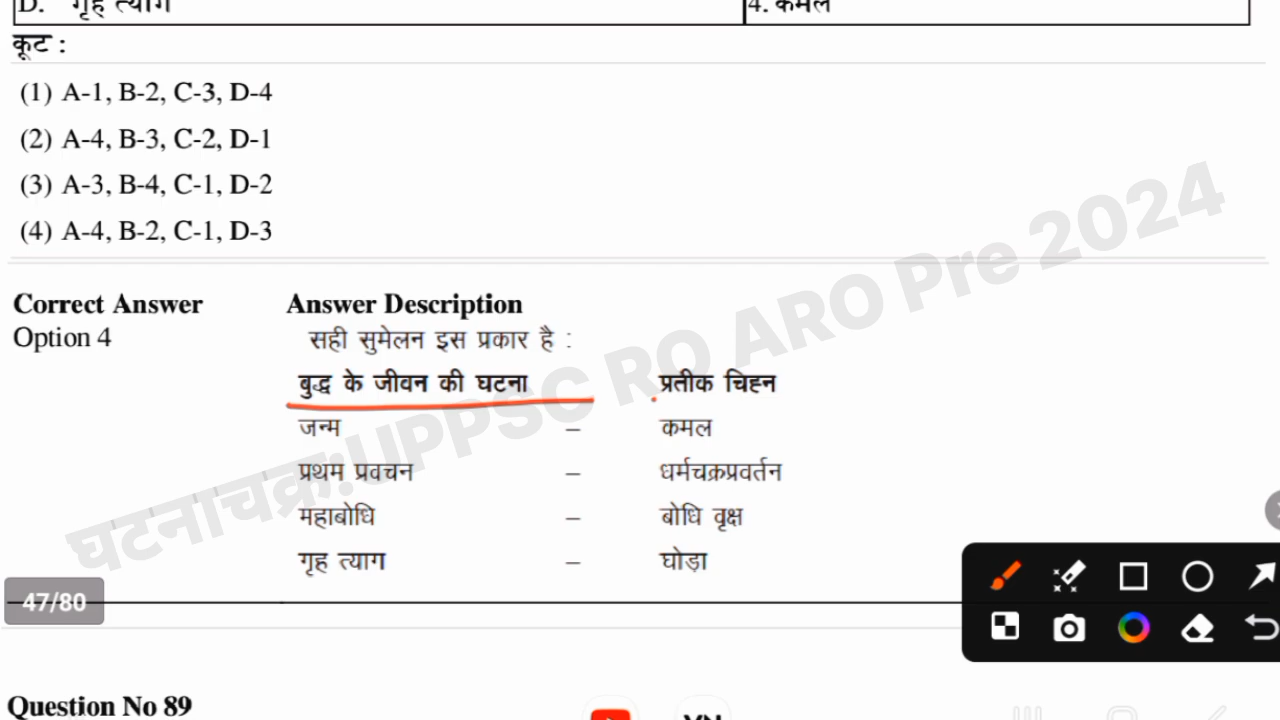 D. गृह त्याग 4. कमल
कूट :
(1) A-1, B-2, C-3, D-4
(2) A-4, B-3, C-2, D-1
(3) A-3, B-4, C-1, D-2
(4) A-4, B-2, C-1, D-3
Correct Answer Answer Description
Option 4 सही सुमेलन इस प्रकार है :
बुद्ध के जीवन की घटना प्रतीक चिह्न
जन्म – कमल
प्रथम प्रवचन – धर्मचक्रप्रवर्तन
महाबोधि – बोधि वृक्ष
गृह त्याग – घोड़ा
घटनाचक्र:UPPSC RO ARO Pre 2024
47/80
Question No 89